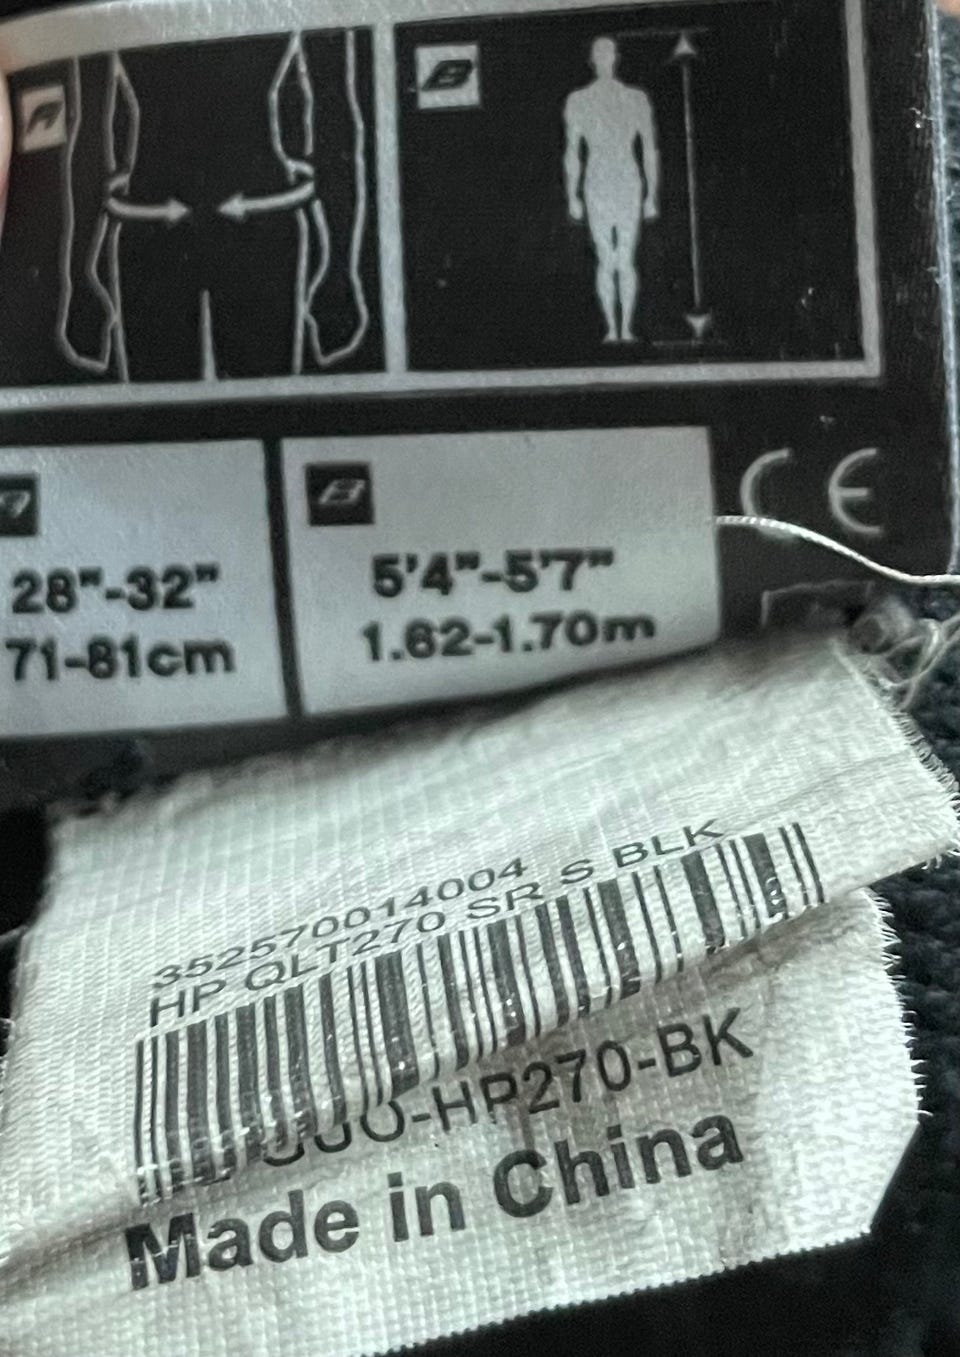 A
B
A
B
28"-32"
71-81cm
5'4"-5'7"
1.62-1.70m
CE
352570014004
HP QLT270 SR S BLK
-HP270-BK
Made in China